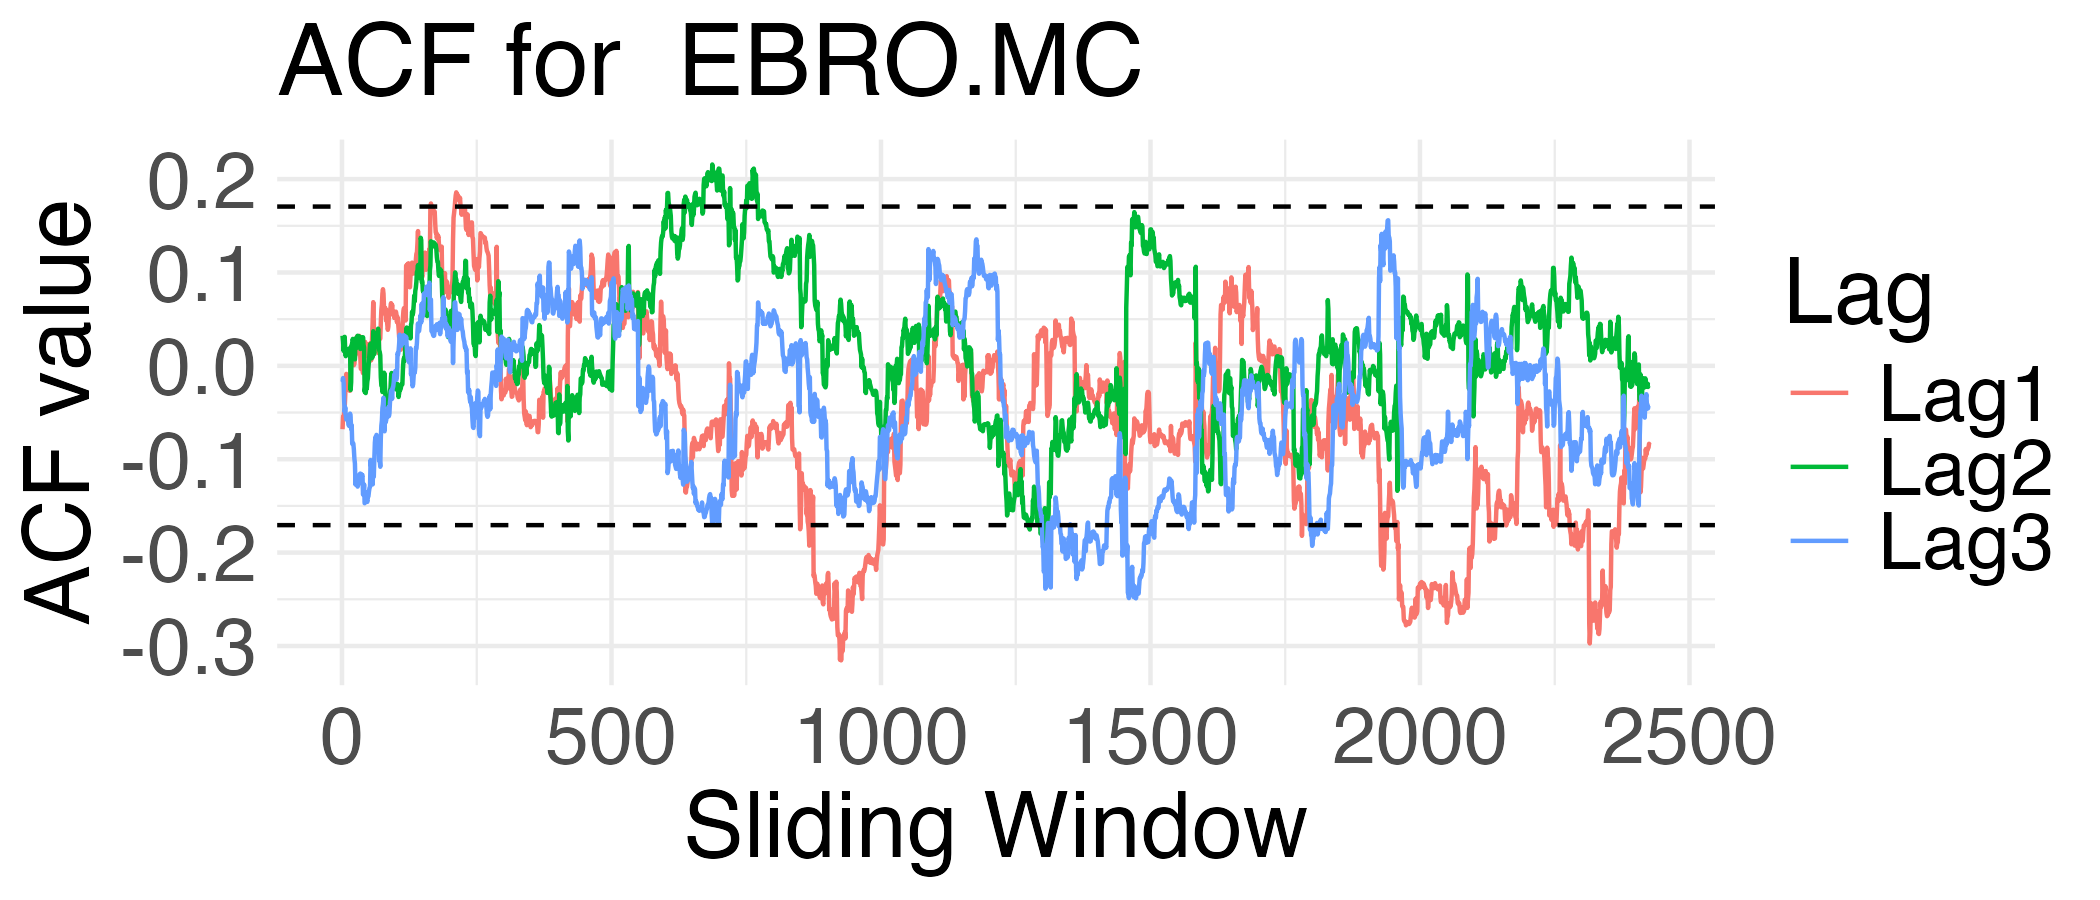 ACF for  EBRO.MC
ACF value
0.2
0.1
0.0
-0.1
-0.2
-0.3
0 500 1000 1500 2000 2500
Sliding Window
Lag
Lag1
Lag2
Lag3